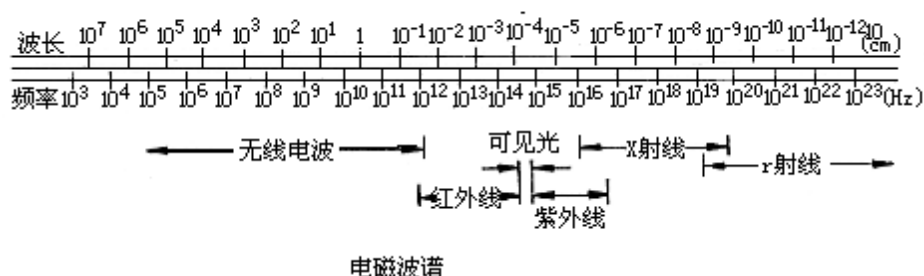 波长 10⁷ 10⁶ 10⁵ 10⁴ 10³ 10² 10¹ 1 10⁻¹ 10⁻² 10⁻³ 10⁻⁴ 10⁻⁵ 10⁻⁶ 10⁻⁷ 10⁻⁸ 10⁻⁹ 10⁻¹⁰ 10⁻¹¹ 10⁻¹² 10 (cm)
频率 10³ 10⁴ 10⁵ 10⁶ 10⁷ 10⁸ 10⁹ 10¹⁰ 10¹¹ 10¹² 10¹³ 10¹⁴ 10¹⁵ 10¹⁶ 10¹⁷ 10¹⁸ 10¹⁹ 10²⁰ 10²¹ 10²² 10²³ (Hz)
无线电波 可见光 X射线
r射线
红外线 紫外线
电磁波谱